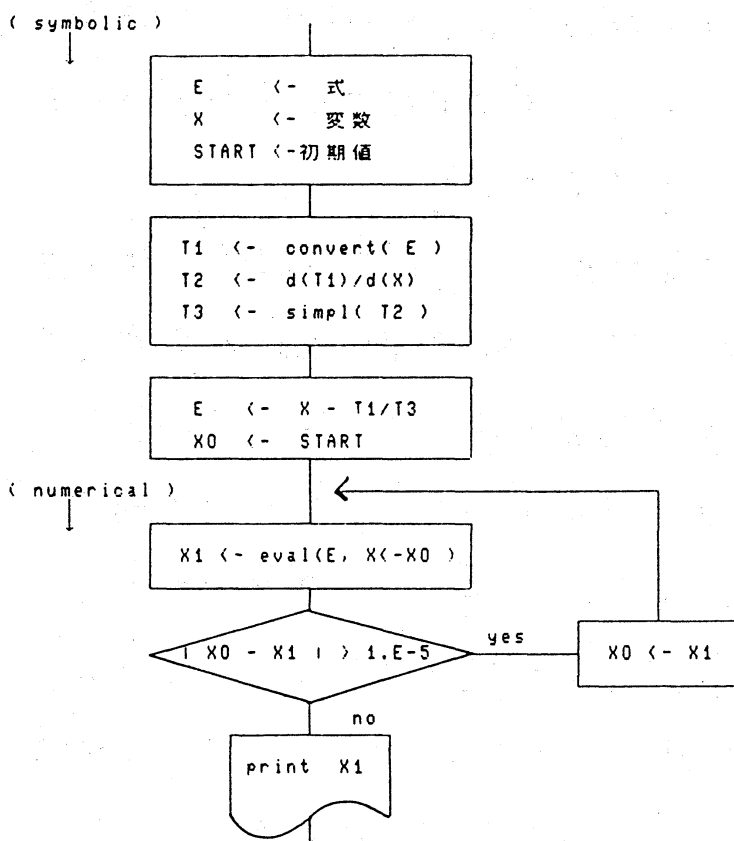 ( symbolic )
E <- 式
X <- 変数
START <-初期値
T1 <- convert( E )
T2 <- d(T1)/d(X)
T3 <- simpl( T2 )
E <- X - T1/T3
X0 <- START
( numerical )
X1 <- eval(E, X<-X0 )
| X0 - X1 | > 1.E-5
yes
X0 <- X1
no
print X1